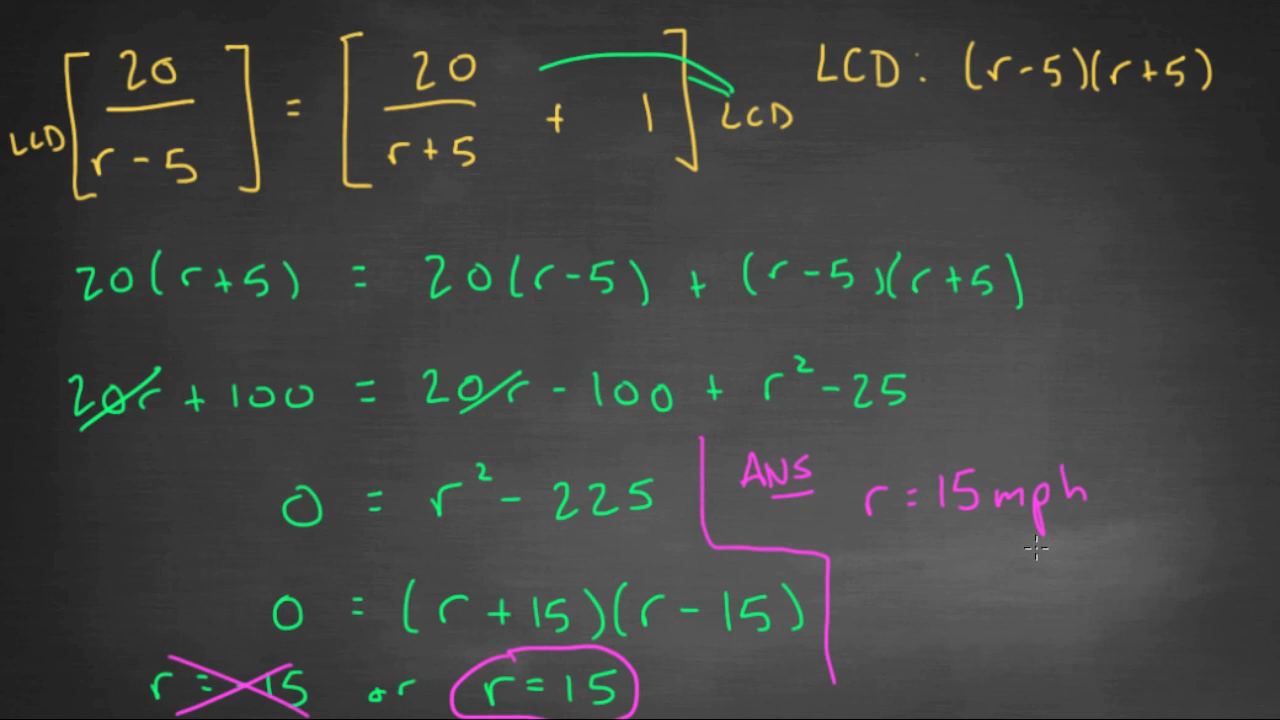 LCD [ 20 / r - 5 ] = [ 20 / r + 5 + 1 ] LCD
LCD: (r-5)(r+5)
20(r+5) = 20(r-5) + (r-5)(r+5)
20r + 100 = 20r - 100 + r² - 25
0 = r² - 225
ANS r = 15 mph
0 = (r + 15)(r - 15)
r = -15 or r = 15